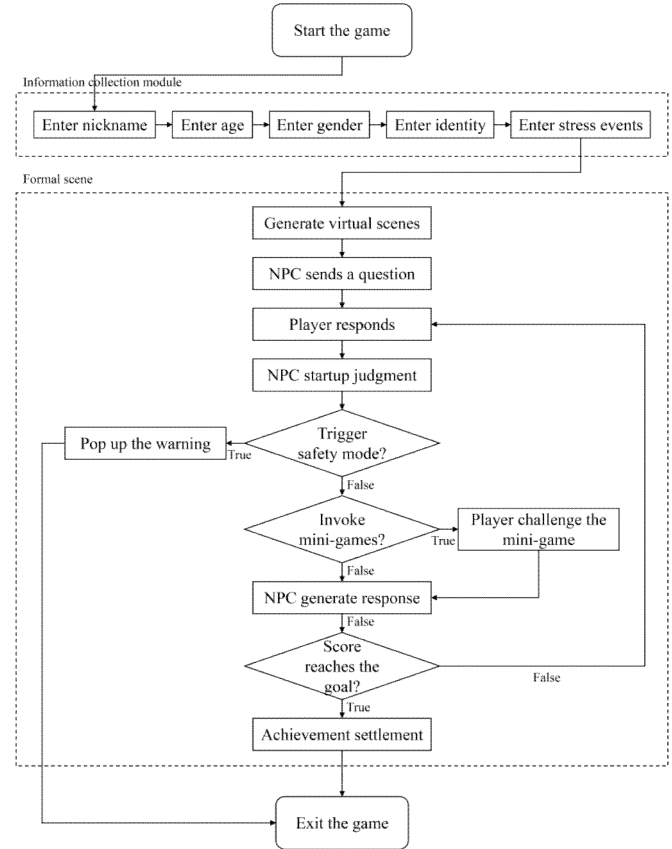 Start the game
Information collection module
Enter nickname
Enter age
Enter gender
Enter identity
Enter stress events
Formal scene
Generate virtual scenes
NPC sends a question
Player responds
NPC startup judgment
Trigger
safety mode?
Pop up the warning
True
False
Invoke
mini-games?
True
Player challenge the
mini-game
False
NPC generate response
False
Score
reaches the
goal?
False
True
Achievement settlement
Exit the game